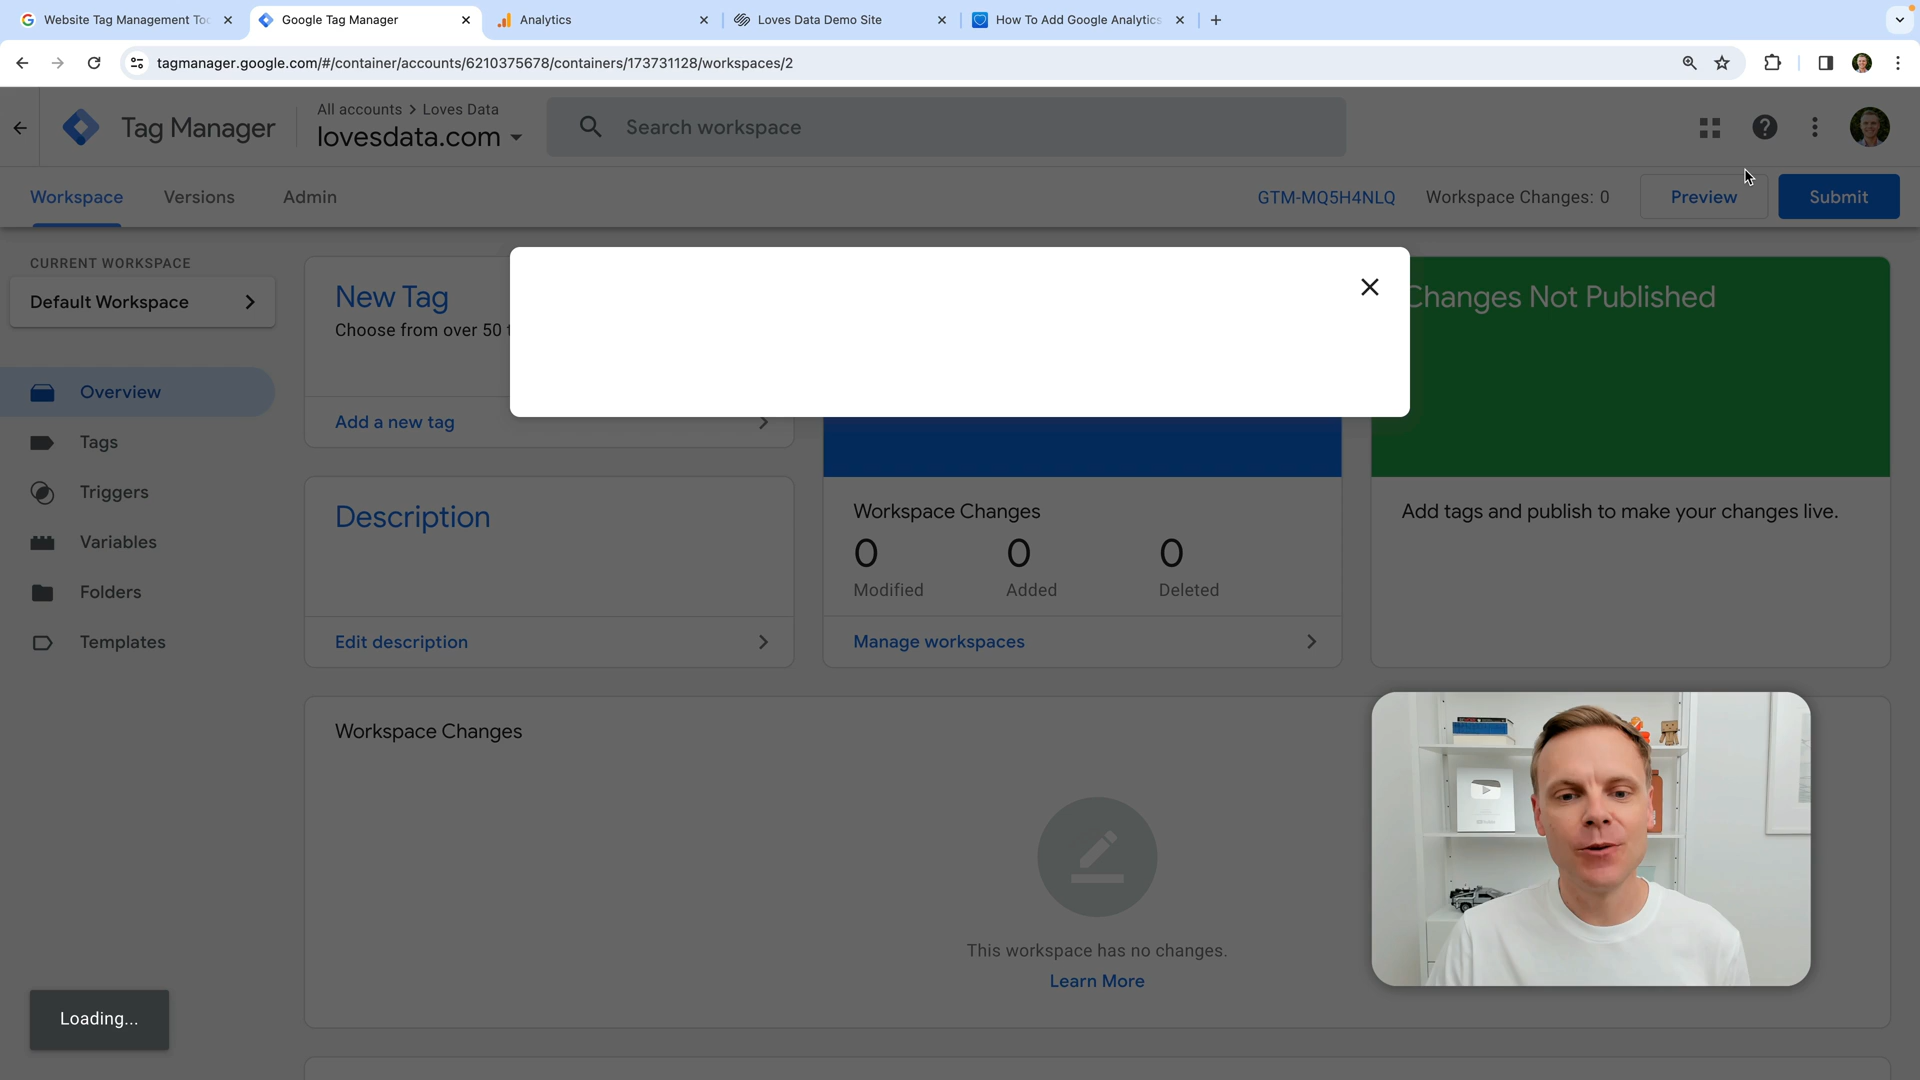 Website Tag Management Too
Google Tag Manager
Analytics
Loves Data Demo Site
How To Add Google Analytics
tagmanager.google.com/#/container/accounts/6210375678/containers/173731128/workspaces/2
Tag Manager
All accounts > Loves Data
lovesdata.com
Search workspace
Workspace
Versions
Admin
GTM-MQ5H4NLQ
Workspace Changes: 0
Preview
Submit
CURRENT WORKSPACE
Default Workspace
Overview
Tags
Triggers
Variables
Folders
Templates
New Tag
Choose from over 50 t
Add a new tag
Description
Edit description
Workspace Changes
0 0 0
Modified Added Deleted
Manage workspaces
Changes Not Published
Add tags and publish to make your changes live.
Workspace Changes
This workspace has no changes.
Learn More
Loading...